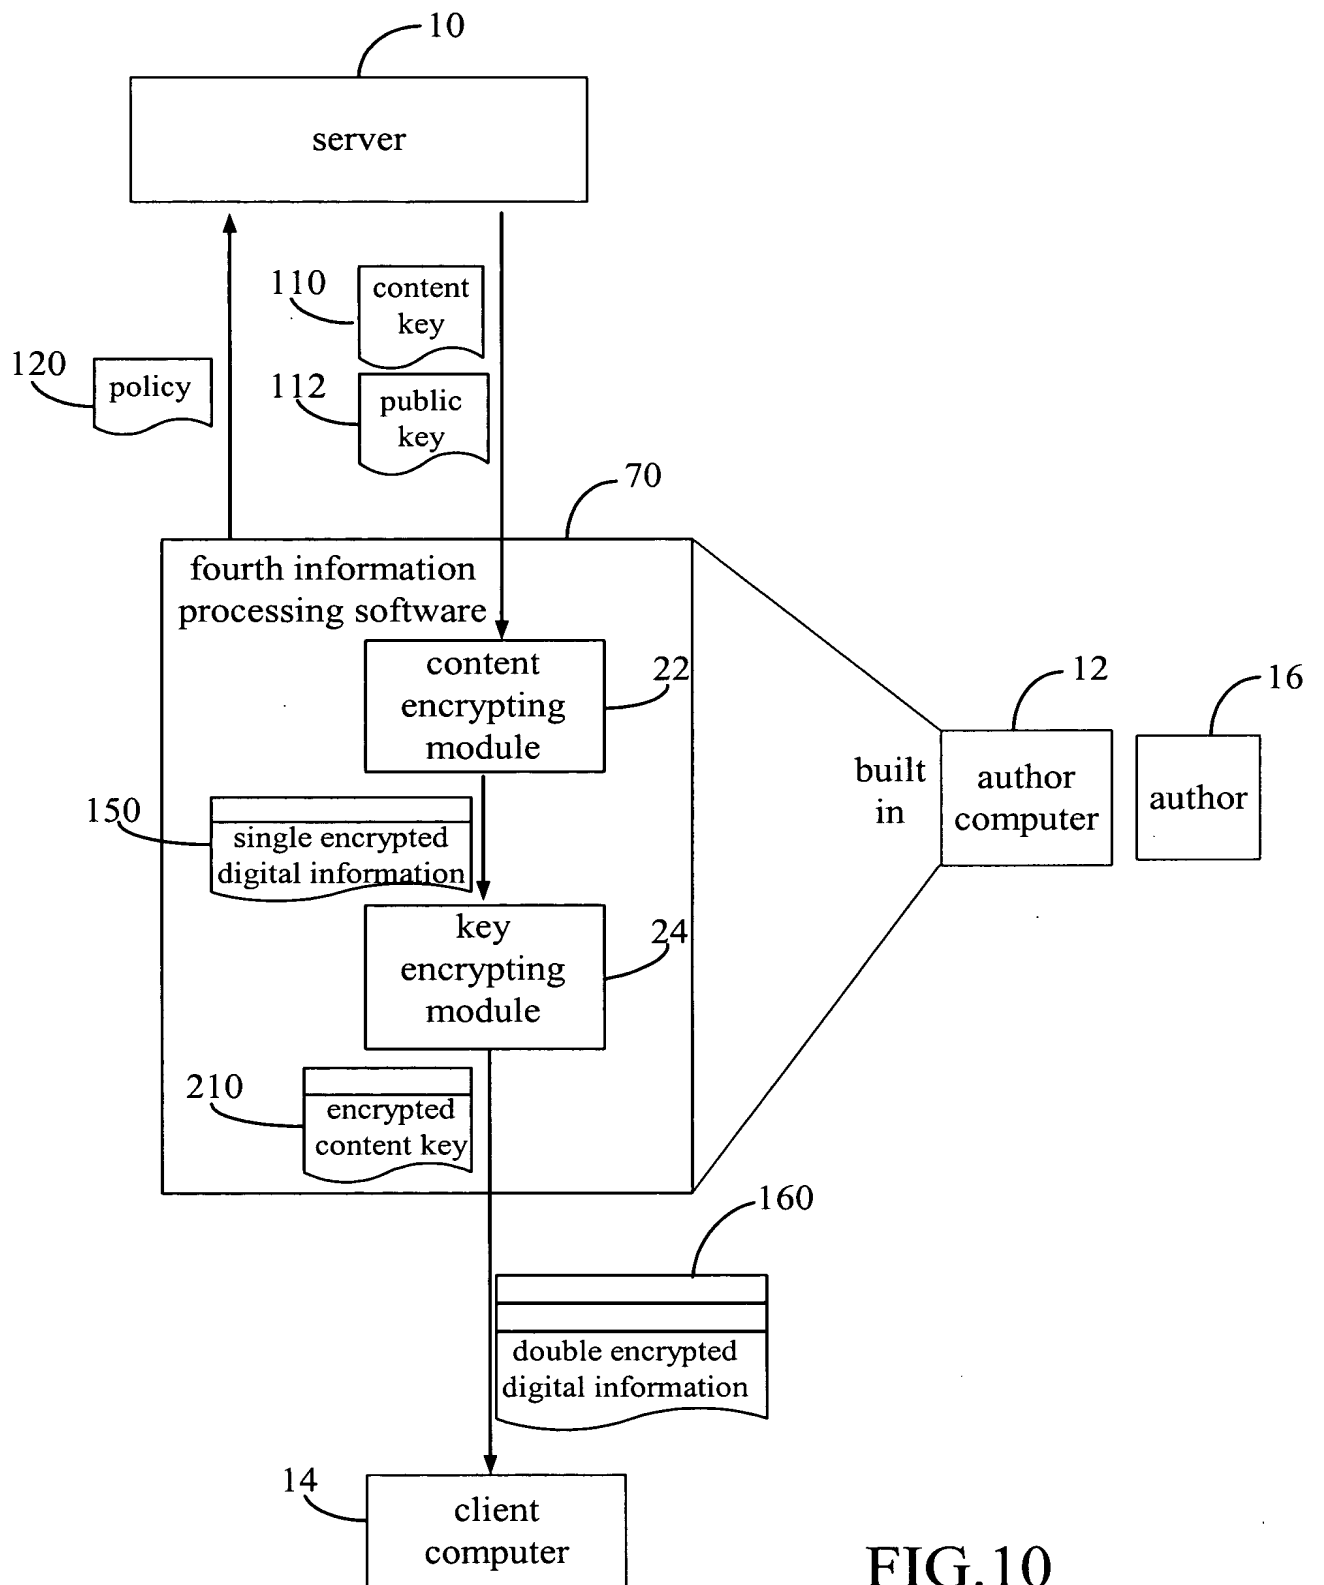 10
server
110
content
key
120
policy
112
public
key
70
fourth information
processing software
content
encrypting
module
22
12
16
built
in
author
computer
author
150
single encrypted
digital information
key
encrypting
module
24
210
encrypted
content key
160
double encrypted
digital information
14
client
computer
FIG.10